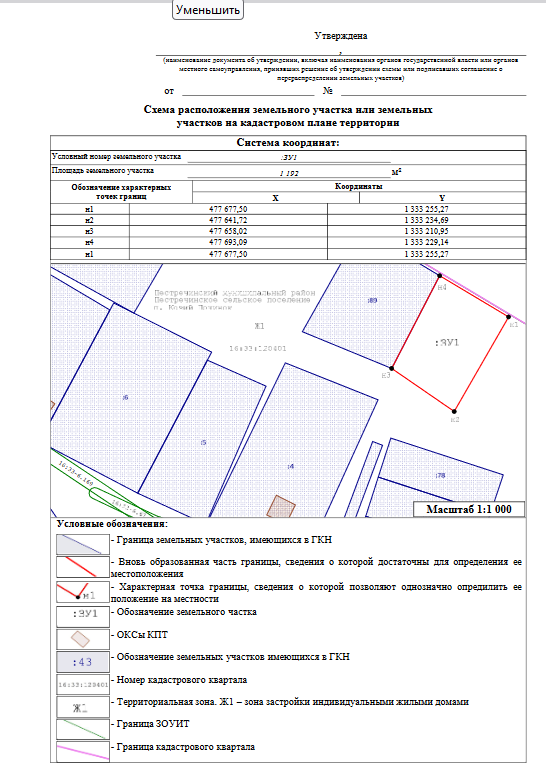 Уменьшить
Утверждена
,
(наименование документа об утверждении, включая наименования органов государственной власти или органов
местного самоуправления, принявших решение об утверждении схемы или подписавших соглашение о
перераспределении земельных участков)
от №
Схема расположения земельного участка или земельных
участков на кадастровом плане территории
Система координат:
Условный номер земельного участка :ЗУ1
Площадь земельного участка 1 192 м²
Обозначение характерных точек границ Координаты
X Y
н1 477 677,50 1 333 255,27
н2 477 641,72 1 333 234,69
н3 477 658,02 1 333 210,95
н4 477 693,09 1 333 229,14
н1 477 677,50 1 333 255,27
Пестречинский муниципальный район
Пестречинское сельское поселение
Ж1
16:33:120401
:89
н4
н1
:ЗУ1
н3
н2
:6
:5
:4
:78
Масштаб 1:1 000
Условные обозначения:
- Граница земельных участков, имеющихся в ГКН
- Вновь образованная часть границы, сведения о которой достаточны для определения ее
местоположения
н1 - Характерная точка границы, сведения о которой позволяют однозначно опредилить ее
положение на местности
:ЗУ1 - Обозначение земельного частка
- ОКСы КПТ
:43 - Обозначение земельных участков имеющихся в ГКН
16:33:120401 - Номер кадастрового квартала
Ж1 - Территориальная зона. Ж1 – зона застройки индивидуальными жилыми домами
- Граница ЗОУИТ
- Граница кадастрового квартала